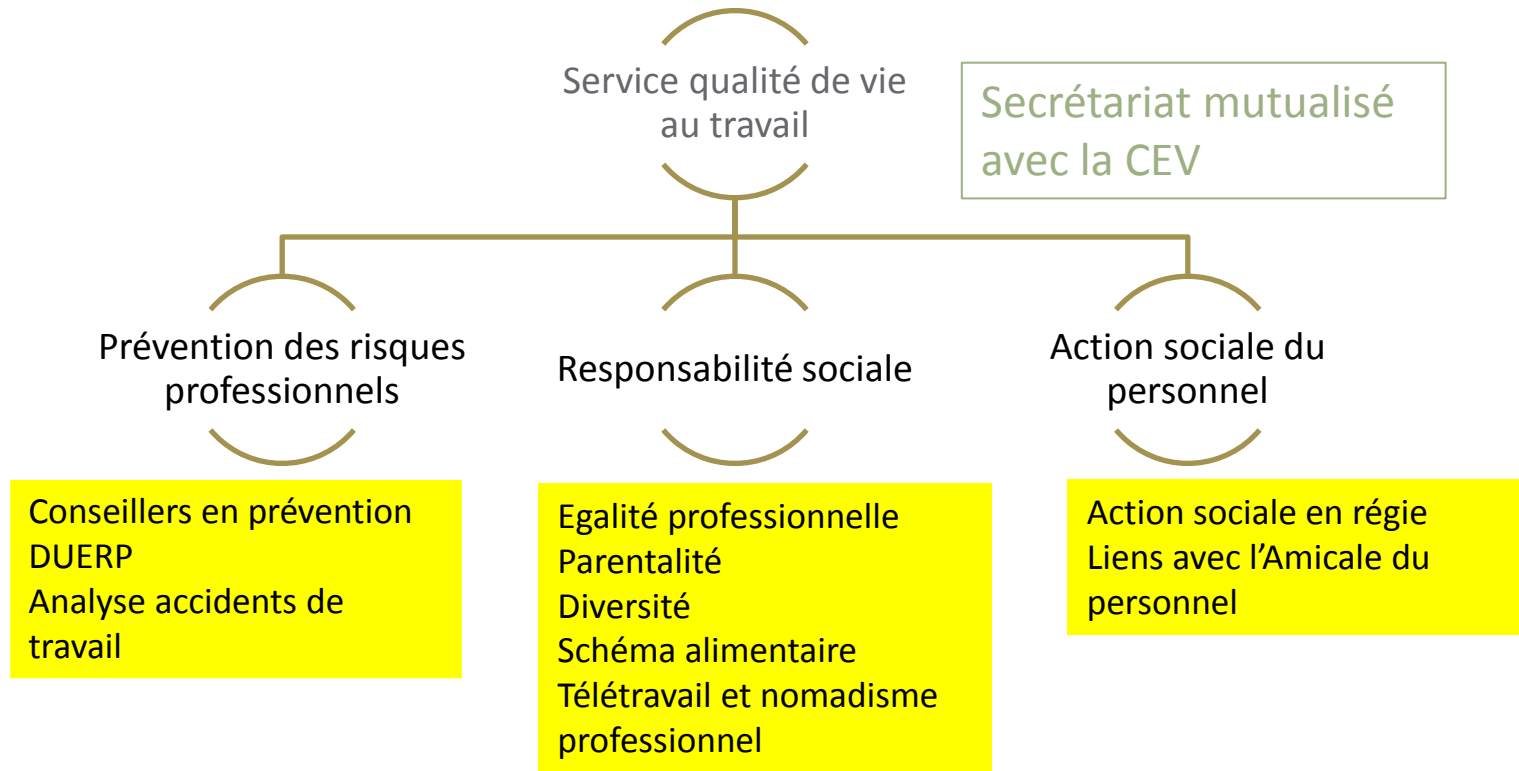 Service qualité de vie
au travail
Secrétariat mutualisé
avec la CEV
Prévention des risques
professionnels
Responsabilité sociale
Action sociale du
personnel
Conseillers en prévention
DUERP
Analyse accidents de
travail
Egalité professionnelle
Parentalité
Diversité
Schéma alimentaire
Télétravail et nomadisme
professionnel
Action sociale en régie
Liens avec l’Amicale du
personnel